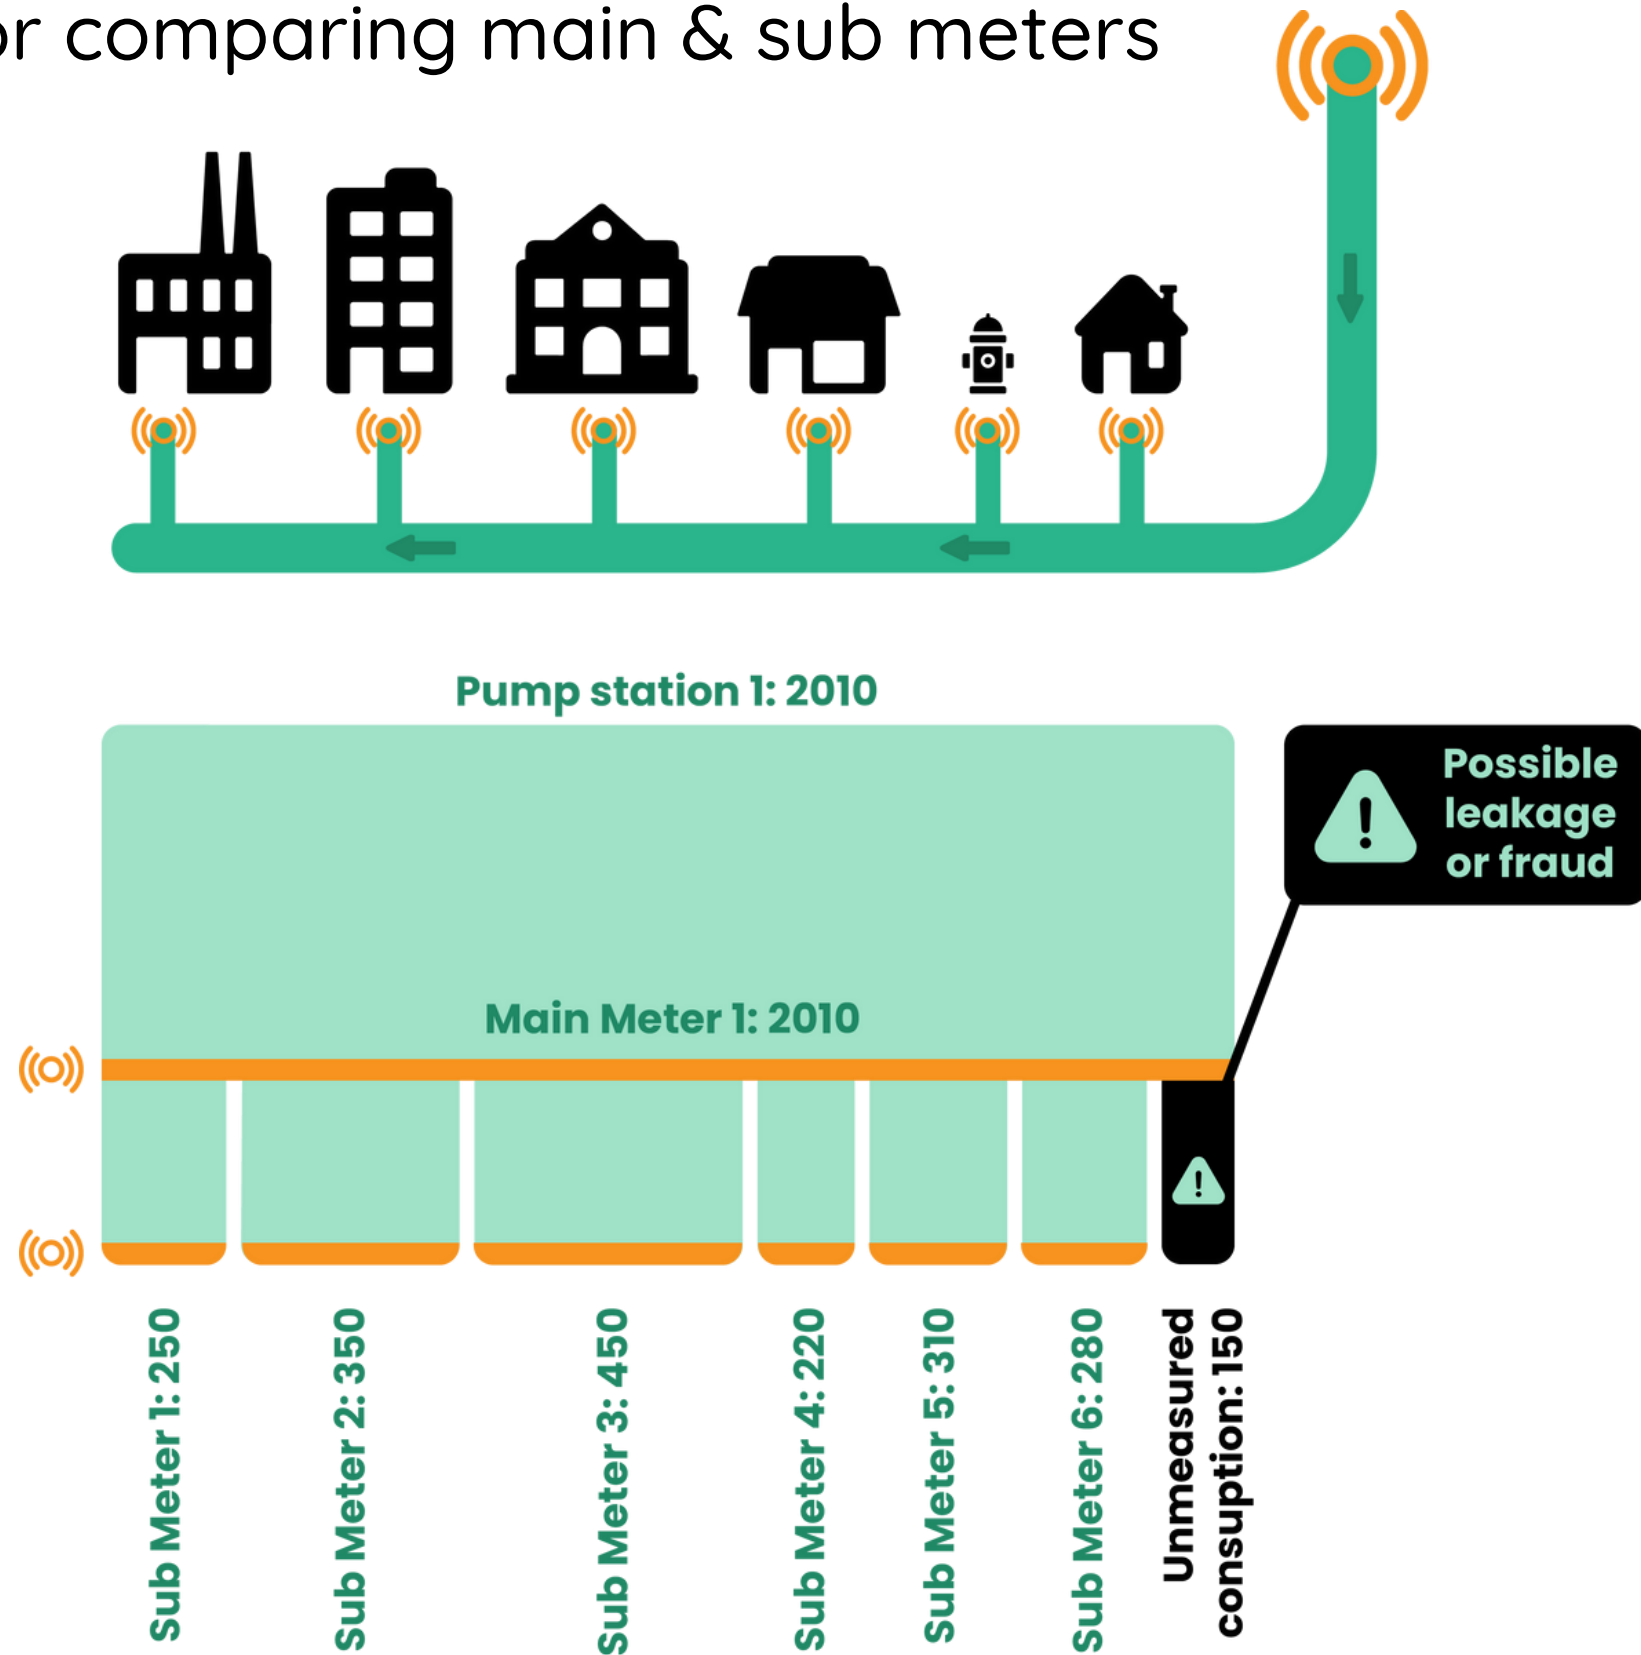 or comparing main & sub meters
Pump station 1: 2010
Possible
leakage
or fraud
Main Meter 1: 2010
Sub Meter 1: 250
Sub Meter 2: 350
Sub Meter 3: 450
Sub Meter 4: 220
Sub Meter 5: 310
Sub Meter 6: 280
Unmeasured
consuption: 150